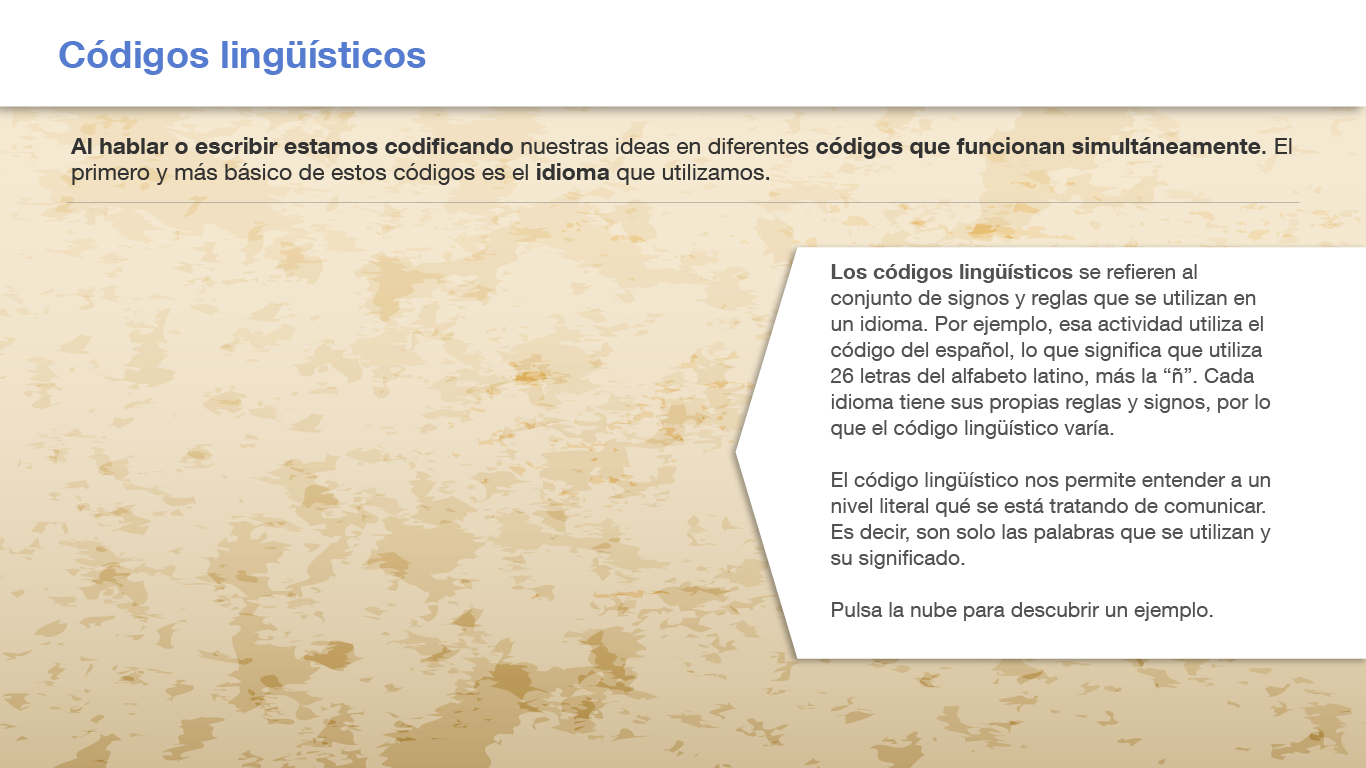 Códigos lingüísticos
Al hablar o escribir estamos codificando nuestras ideas en diferentes códigos que funcionan simultáneamente. El
primero y más básico de estos códigos es el idioma que utilizamos.
Los códigos lingüísticos se refieren al
conjunto de signos y reglas que se utilizan en
un idioma. Por ejemplo, esa actividad utiliza el
código del español, lo que significa que utiliza
26 letras del alfabeto latino, más la “ñ”. Cada
idioma tiene sus propias reglas y signos, por lo
que el código lingüístico varía.
El código lingüístico nos permite entender a un
nivel literal qué se está tratando de comunicar.
Es decir, son solo las palabras que se utilizan y
su significado.
Pulsa la nube para descubrir un ejemplo.